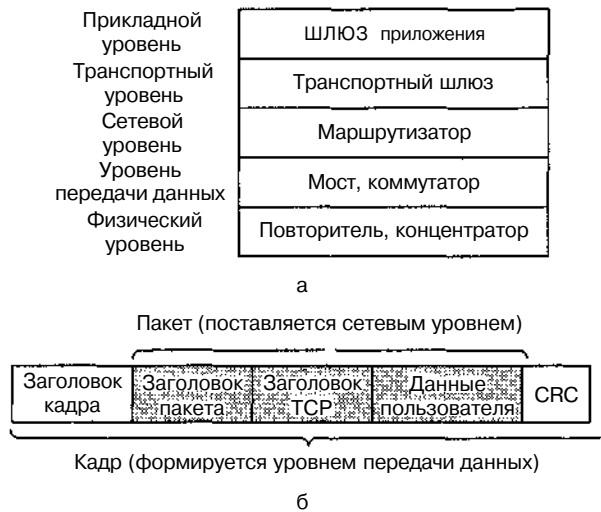 Прикладной
уровень
ШЛЮЗ приложения
Транспортный
уровень
Транспортный шлюз
Сетевой
уровень
Маршрутизатор
Уровень
передачи данных
Мост, коммутатор
Физический
уровень
Повторитель, концентратор
а
Пакет (поставляется сетевым уровнем)
Заголовок
кадра
Заголовок
пакета
Заголовок
TCP
Данные
пользователя
CRC
Кадр (формируется уровнем передачи данных)
б